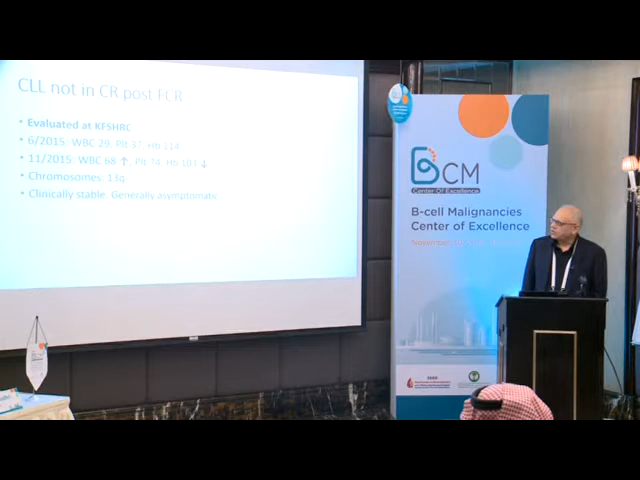 CLL not in CR post FCR
• Evaluated at KFSHRC
• 6/2015: WBC 29, Plt 37, Hb 114
• 11/2015: WBC 68 ↑, Plt 74, Hb 103 ↓
• Chromosomes: 13q
• Clinically stable. Generally asymptomatic
BCM
Center Of Excellence
B-cell Malignancies
Center of Excellence
November